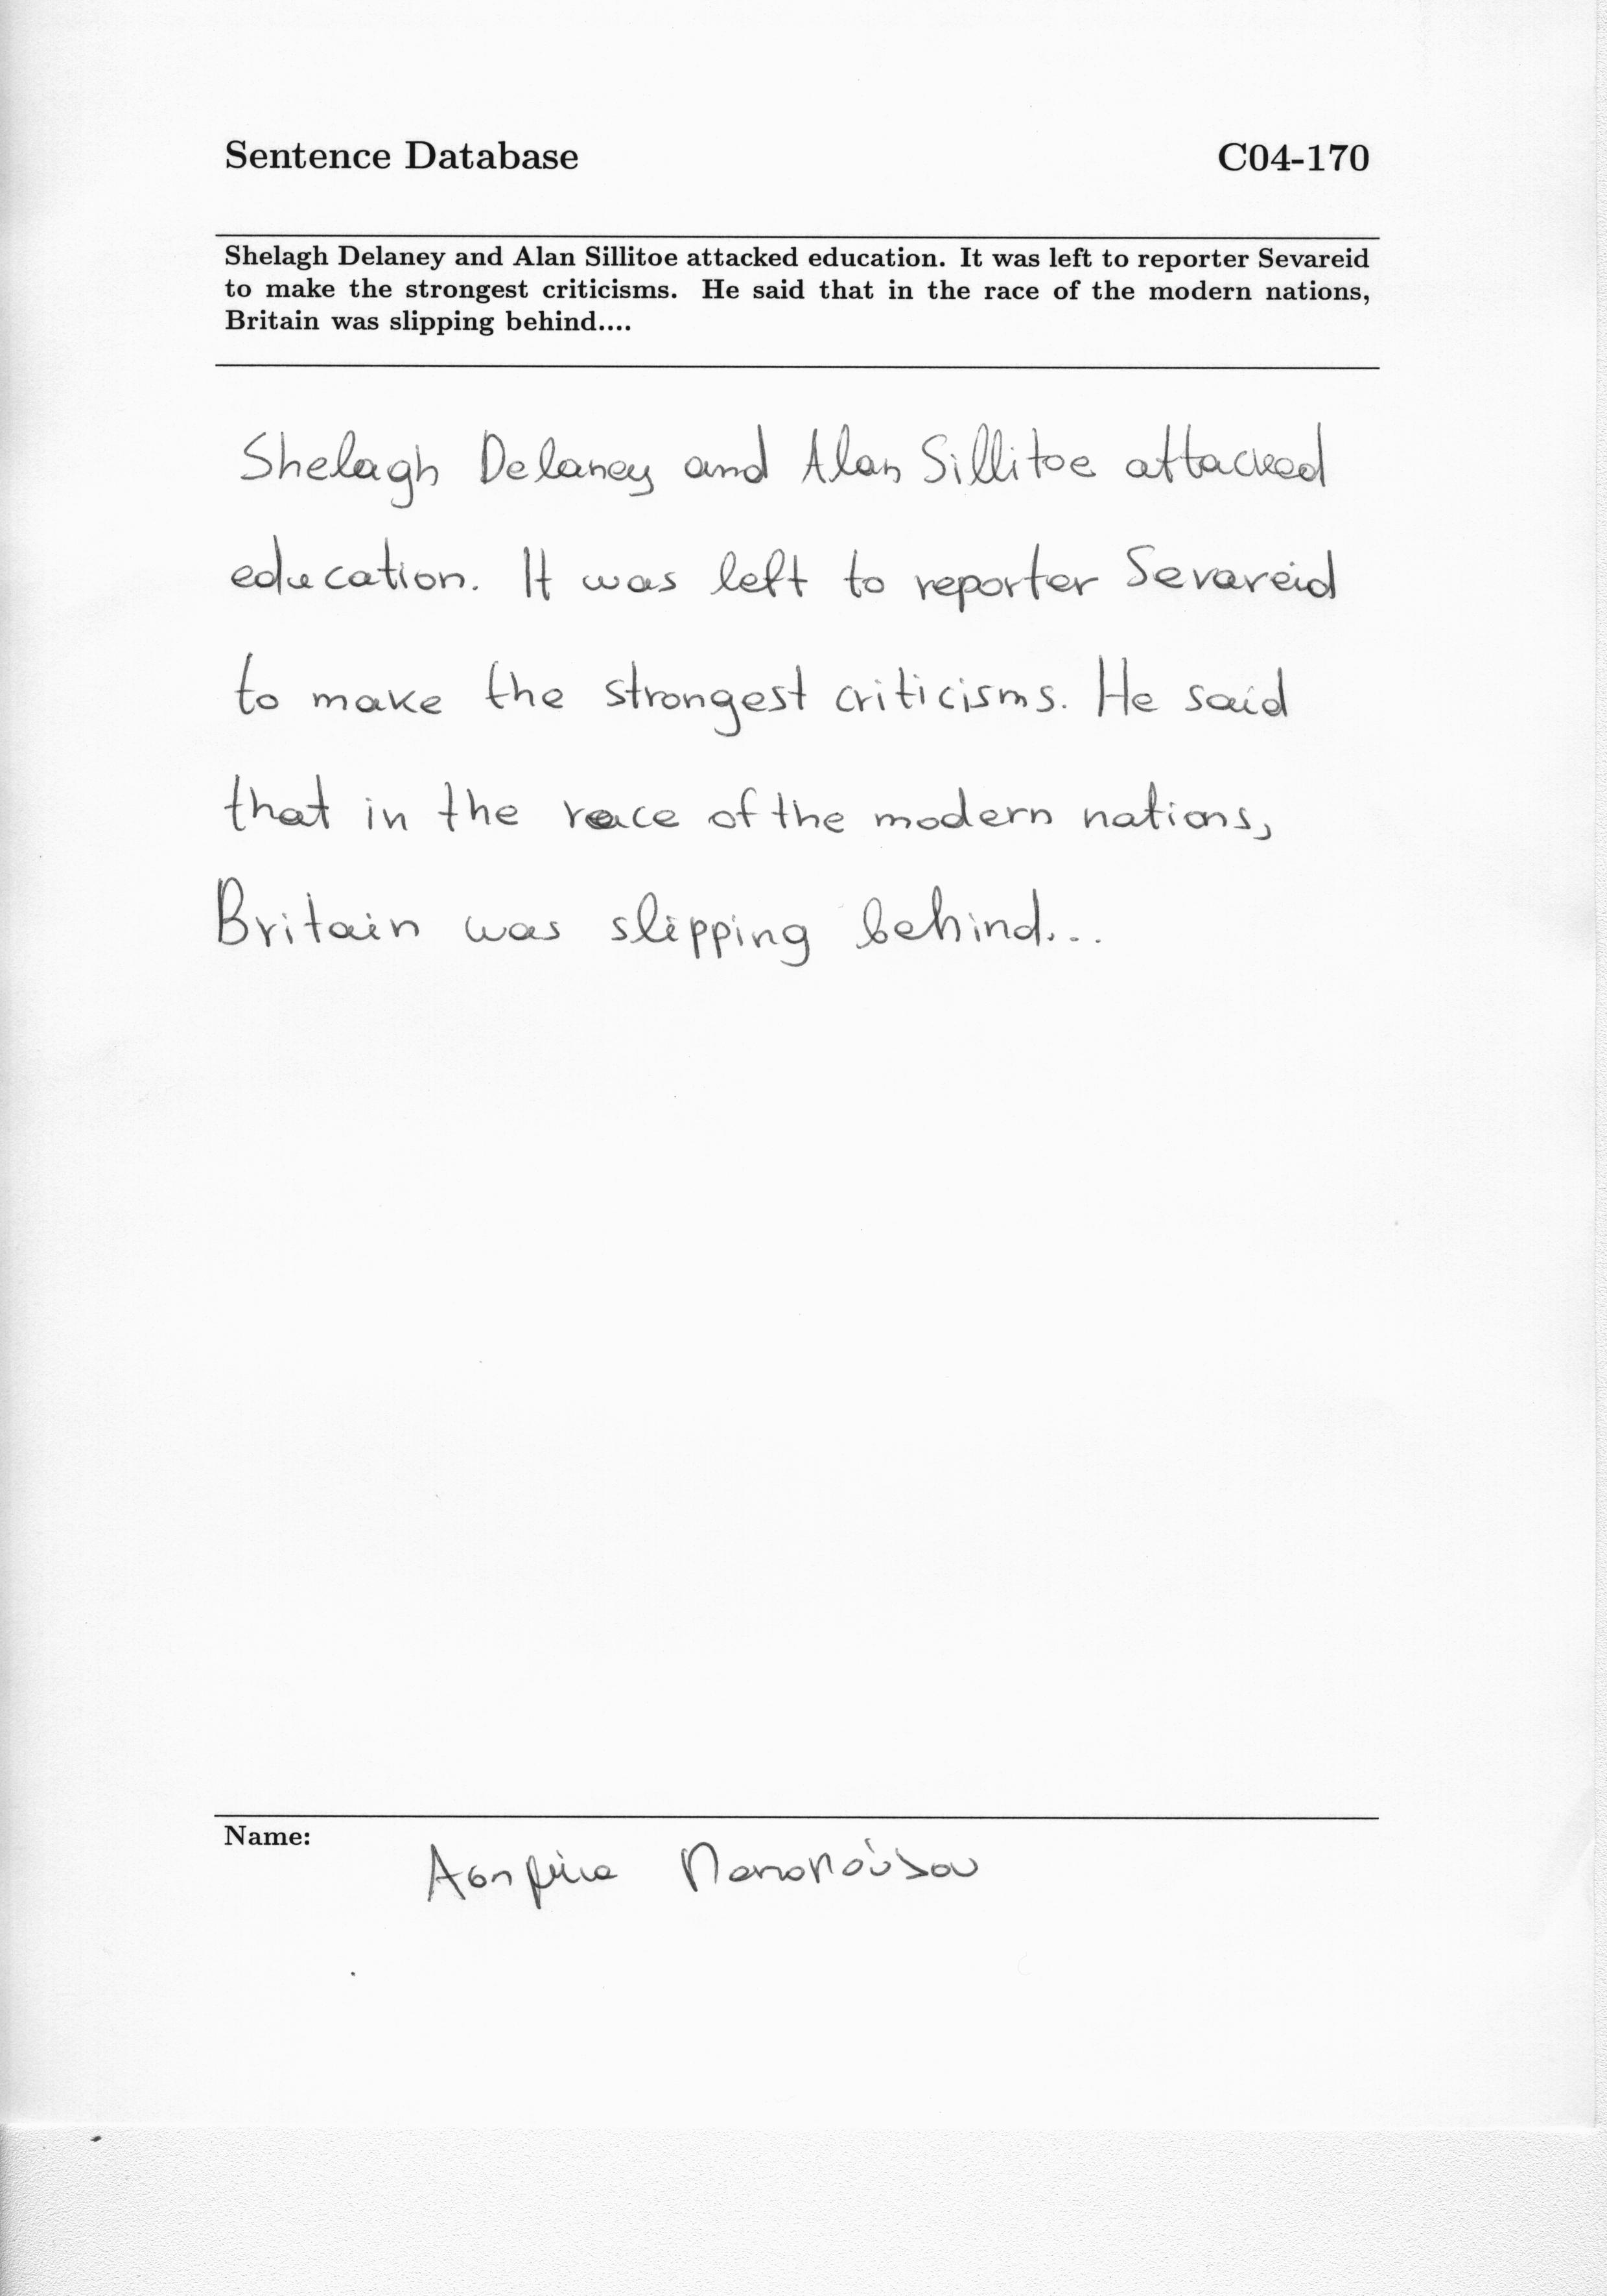 Sentence Database C04-170
Shelagh Delaney and Alan Sillitoe attacked education. It was left to reporter Sevareid
to make the strongest criticisms. He said that in the race of the modern nations,
Britain was slipping behind....
Shelagh Delaney and Alan Sillitoe attacked
education. It was left to reporter Sevareid
to make the strongest criticisms. He said
that in the race of the modern nations,
Britain was slipping behind...
Name: